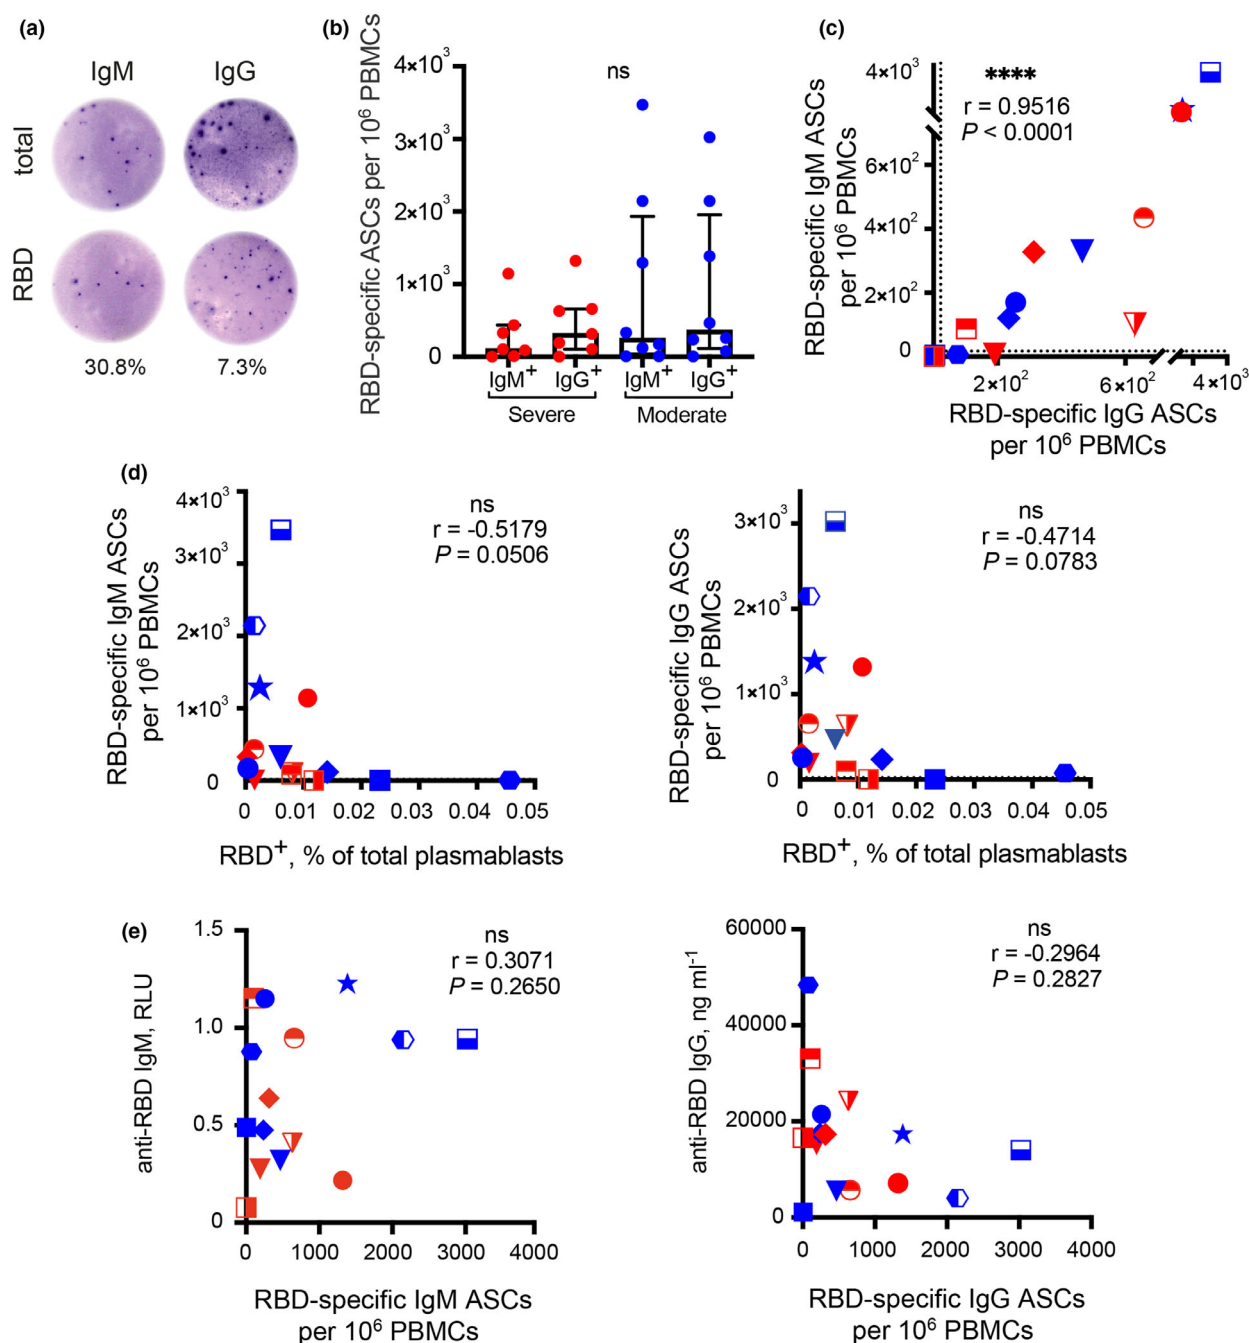 (a)
IgM IgG
total
RBD
30.8% 7.3%
(b)
RBD-specific ASCs per 10⁶ PBMCs
4×10³
3×10³
2×10³
1×10³
0
ns
IgM⁺ IgG⁺ IgM⁺ IgG⁺
Severe Moderate
(c)
RBD-specific IgM ASCs
per 10⁶ PBMCs
4×10³
6×10²
4×10²
2×10²
0
****
r = 0.9516
P < 0.0001
2×10² 6×10² 4×10³
RBD-specific IgG ASCs
per 10⁶ PBMCs
(d)
RBD-specific IgM ASCs
per 10⁶ PBMCs
4×10³
3×10³
2×10³
1×10³
0
ns
r = -0.5179
P = 0.0506
0 0.01 0.02 0.03 0.04 0.05
RBD⁺, % of total plasmablasts
RBD-specific IgG ASCs
per 10⁶ PBMCs
3×10³
2×10³
1×10³
0
ns
r = -0.4714
P = 0.0783
0 0.01 0.02 0.03 0.04 0.05
RBD⁺, % of total plasmablasts
(e)
anti-RBD IgM, RLU
1.5
1.0
0.5
0
ns
r = 0.3071
P = 0.2650
0 1000 2000 3000 4000
RBD-specific IgM ASCs
per 10⁶ PBMCs
anti-RBD IgG, ng ml⁻¹
60000
40000
20000
0
ns
r = -0.2964
P = 0.2827
0 1000 2000 3000 4000
RBD-specific IgG ASCs
per 10⁶ PBMCs